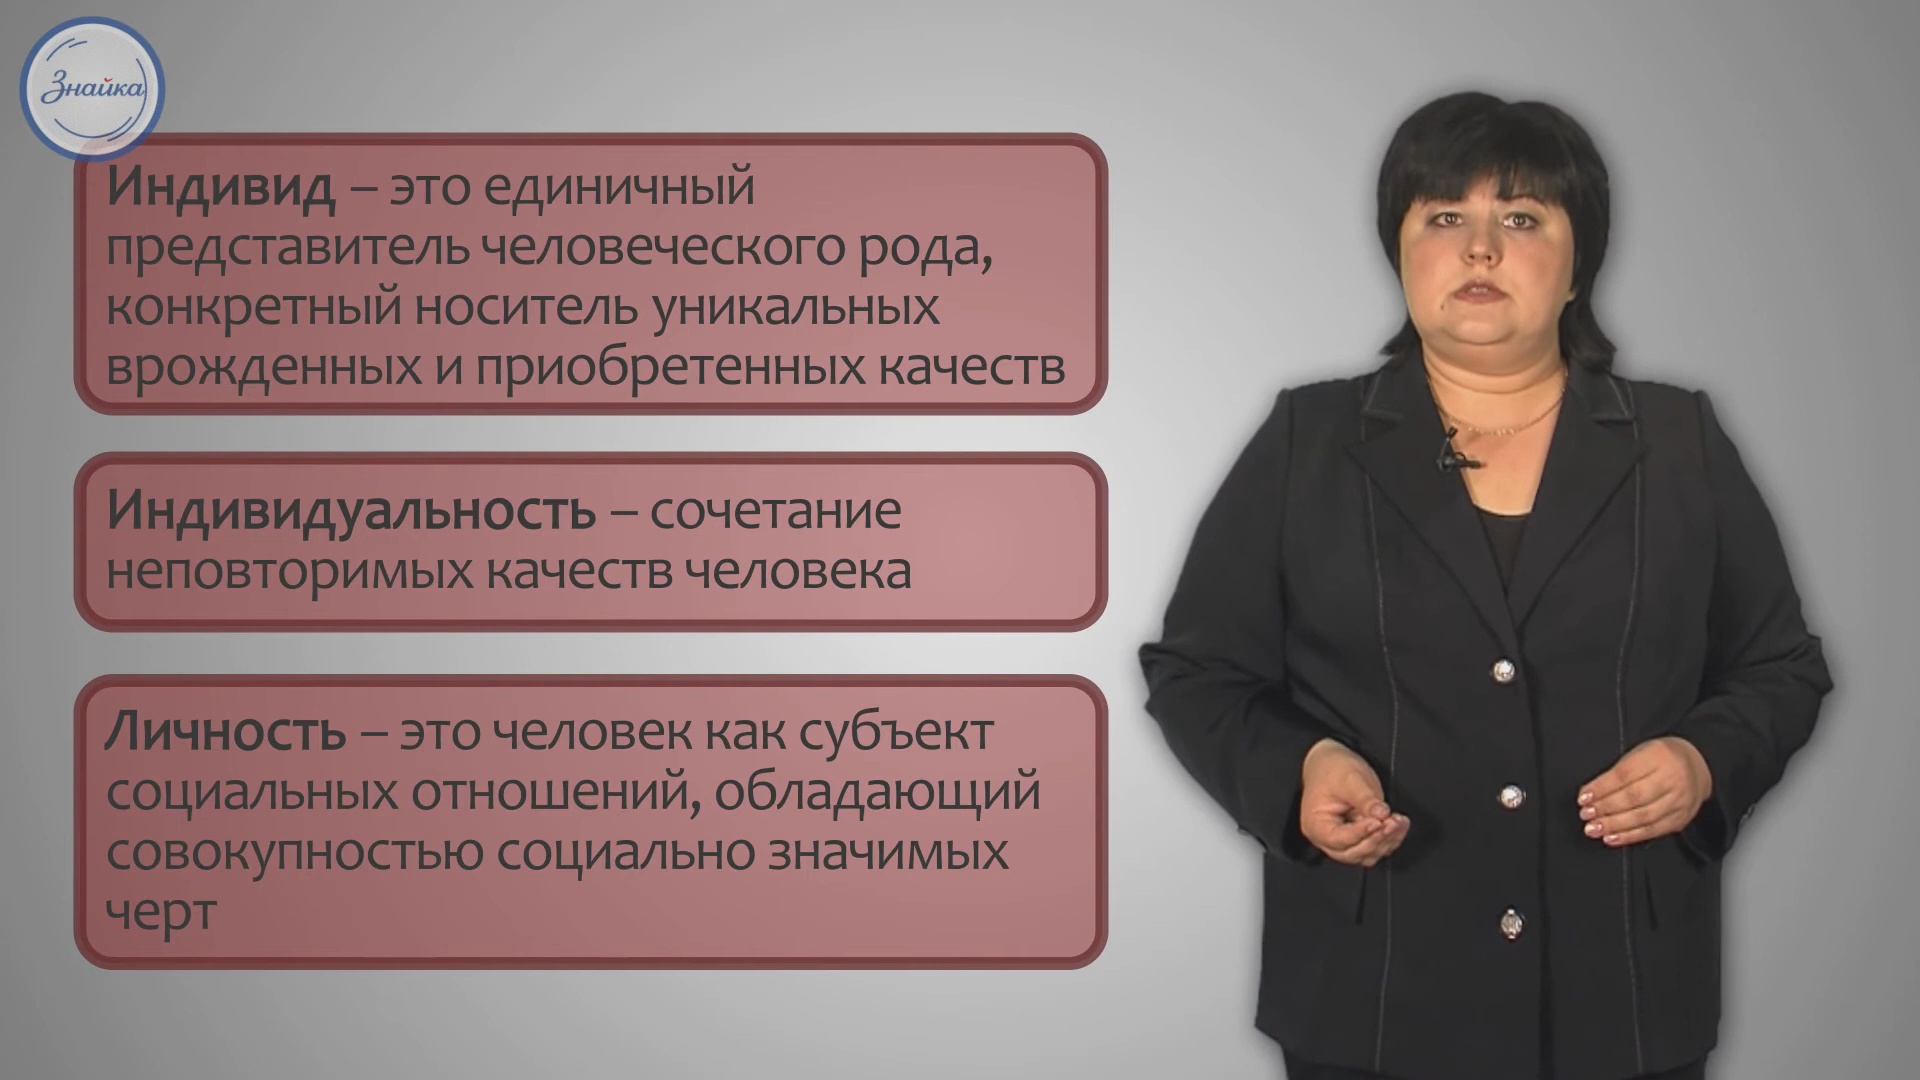 Знайка
Индивид – это единичный
представитель человеческого рода,
конкретный носитель уникальных
врожденных и приобретенных качеств
Индивидуальность – сочетание
неповторимых качеств человека
Личность – это человек как субъект
социальных отношений, обладающий
совокупностью социально значимых
черт